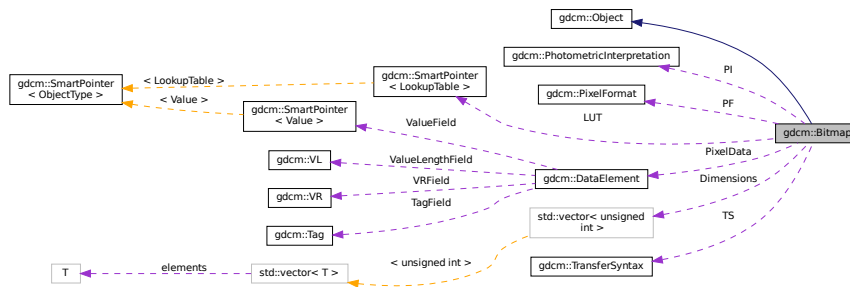 gdcm::Object
gdcm::PhotometricInterpretation
PI
gdcm::SmartPointer
< LookupTable >
< LookupTable >
gdcm::SmartPointer
< ObjectType >
gdcm::PixelFormat
PF
< Value >
gdcm::SmartPointer
< Value >
ValueField
LUT
gdcm::Bitmap
PixelData
gdcm::VL
ValueLengthField
gdcm::DataElement
Dimensions
VRField
gdcm::VR
TagField
gdcm::Tag
std::vector< unsigned
int >
TS
< unsigned int >
gdcm::TransferSyntax
T
elements
std::vector< T >